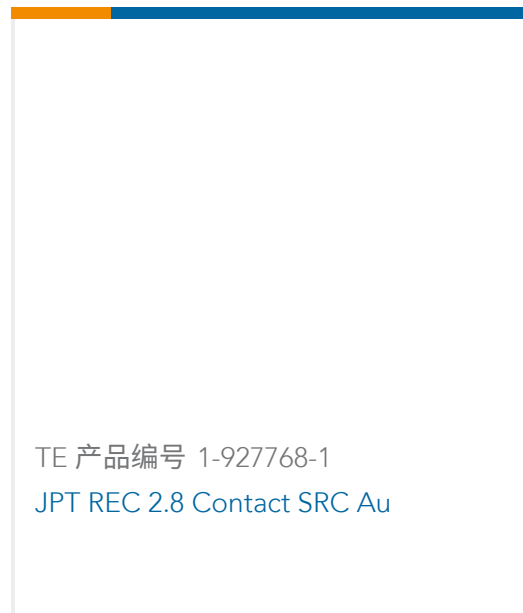 TE 产品编号 1-927768-1
JPT REC 2.8 Contact SRC Au